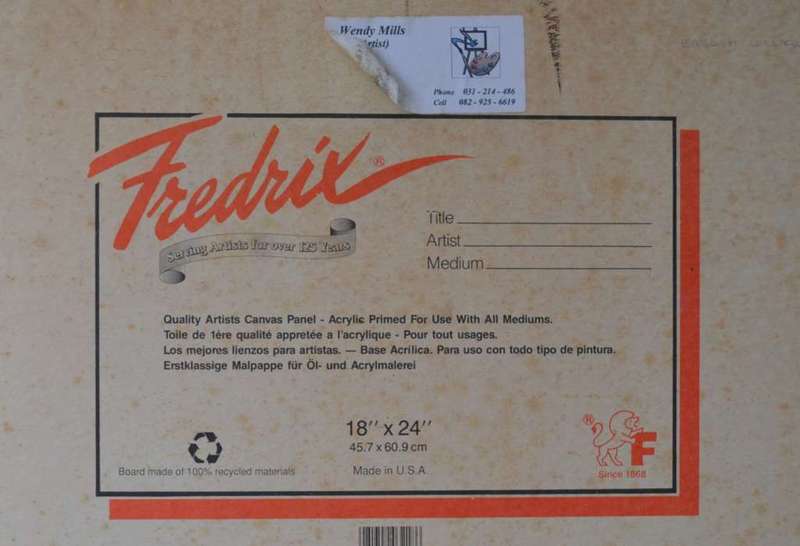 Wendy Mills
Artist)
Phone 031 - 214 - 486
Cell 082 - 925 - 6619
Fredrix®
Serving Artists for over 125 Years
Title
Artist
Medium
Quality Artists Canvas Panel - Acrylic Primed For Use With All Mediums.
Toile de 1ére qualité appretée a l'acrylique - Pour tout usages.
Los mejores lienzos para artistas. — Base Acrílica. Para uso con todo tipo de pintura.
Erstklassige Malpappe für Öl- und Acrylmalerei
18" x 24"
45.7 x 60.9 cm
Board made of 100% recycled materials
Made in U.S.A.
® F
Since 1868